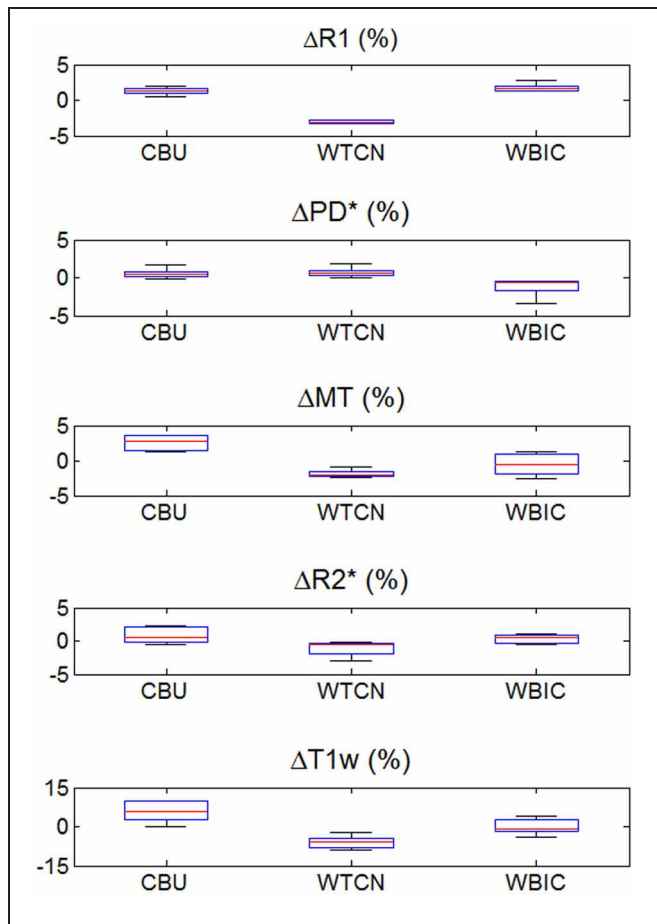 ΔR1 (%)
5
0
-5
CBU WTCN WBIC
ΔPD* (%)
5
0
-5
CBU WTCN WBIC
ΔMT (%)
5
0
-5
CBU WTCN WBIC
ΔR2* (%)
5
0
-5
CBU WTCN WBIC
ΔT1w (%)
15
0
-15
CBU WTCN WBIC